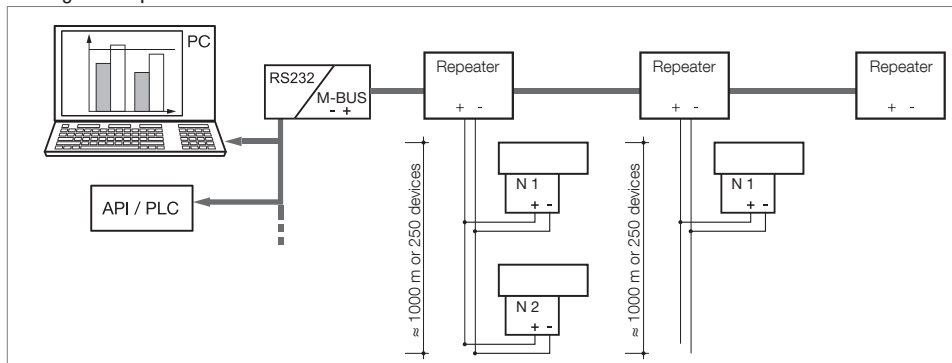 PC
RS232
M-BUS
- +
Repeater
+ -
Repeater
+ -
Repeater
+ -
API / PLC
≈ 1000 m or 250 devices
N 1
+ -
N 2
+ -
≈ 1000 m or 250 devices
N 1
+ -